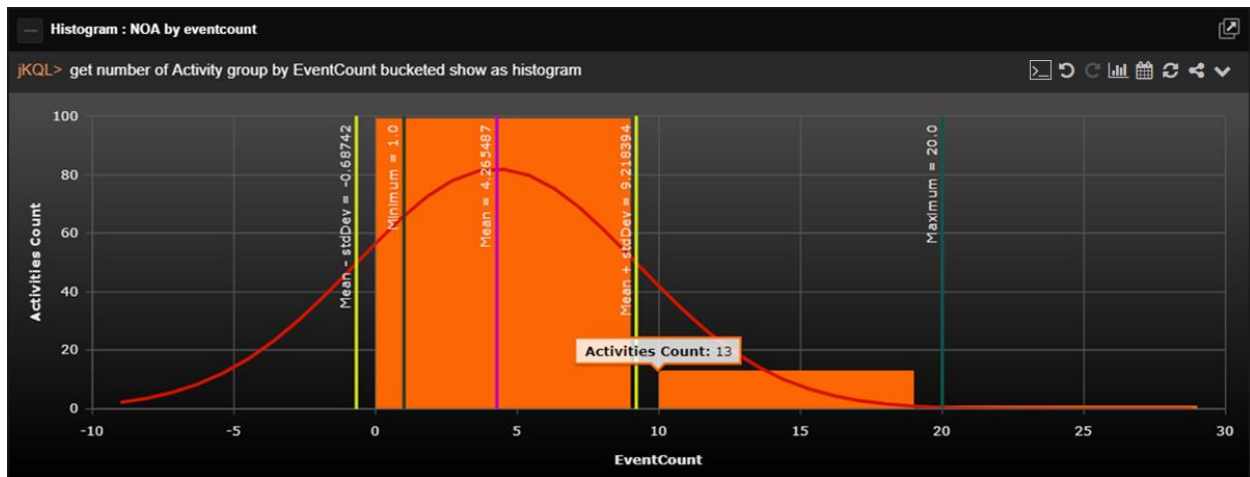 Histogram : NOA by eventcount
jKQL> get number of Activity group by EventCount bucketed show as histogram
100
80
60
40
20
0
Activities Count
Mean - stdDev = -0.68742
Minimum = 1.0
Mean = 4.265487
Mean + stdDev = 9.218394
Maximum = 20.0
Activities Count: 13
-10 -5 0 5 10 15 20 25 30
EventCount